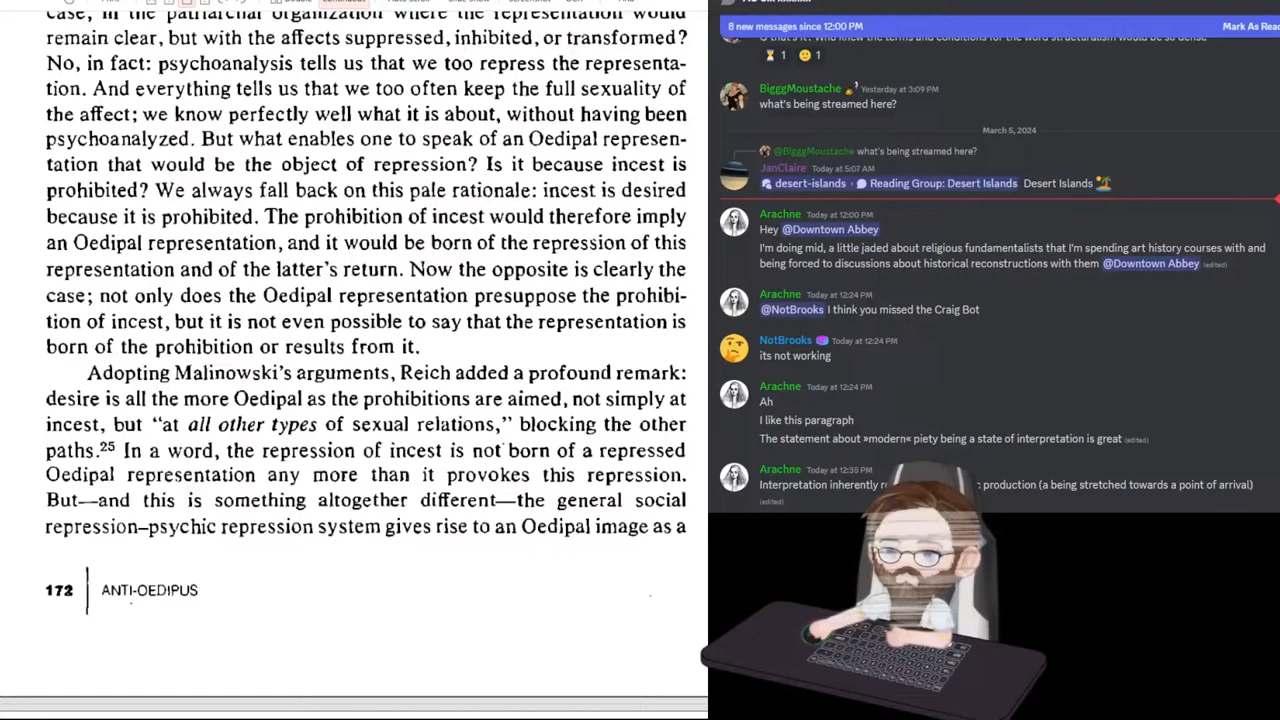 case, in the patriarchal organization where the representation would
remain clear, but with the affects suppressed, inhibited, or transformed?
No, in fact: psychoanalysis tells us that we too repress the representa-
tion. And everything tells us that we too often keep the full sexuality of
the affect; we know perfectly well what it is about, without having been
psychoanalyzed. But what enables one to speak of an Oedipal represen-
tation that would be the object of repression? Is it because incest is
prohibited? We always fall back on this pale rationale: incest is desired
because it is prohibited. The prohibition of incest would therefore imply
an Oedipal representation, and it would be born of the repression of this
representation and of the latter's return. Now the opposite is clearly the
case; not only does the Oedipal representation presuppose the prohibi-
tion of incest, but it is not even possible to say that the representation is
born of the prohibition or results from it.
Adopting Malinowski's arguments, Reich added a profound remark:
desire is all the more Oedipal as the prohibitions are aimed, not simply at
incest, but "at all other types of sexual relations," blocking the other
paths.25 In a word, the repression of incest is not born of a repressed
Oedipal representation any more than it provokes this repression.
But—and this is something altogether different—the general social
repression–psychic repression system gives rise to an Oedipal image as a
172 ANTI-OEDIPUS
8 new messages since 12:00 PM Mark As Read
1 1
BigggMoustache Yesterday at 3:09 PM
what's being streamed here?
March 5, 2024
@BigggMoustache what's being streamed here?
JanClaire Today at 5:07 AM
desert-islands Reading Group: Desert Islands Desert Islands
Arachne Today at 12:00 PM
Hey @Downtown Abbey
I'm doing mid, a little jaded about religious fundamentalists that I'm spending art history courses with and
being forced to discussions about historical reconstructions with them @Downtown Abbey (edited)
Arachne Today at 12:24 PM
@NotBrooks I think you missed the Craig Bot
NotBrooks Today at 12:24 PM
its not working
Arachne Today at 12:24 PM
Ah
I like this paragraph
The statement about »modern« piety being a state of interpretation is great (edited)
Arachne Today at 12:35 PM
Interpretation inherently production (a being stretched towards a point of arrival)
(edited)